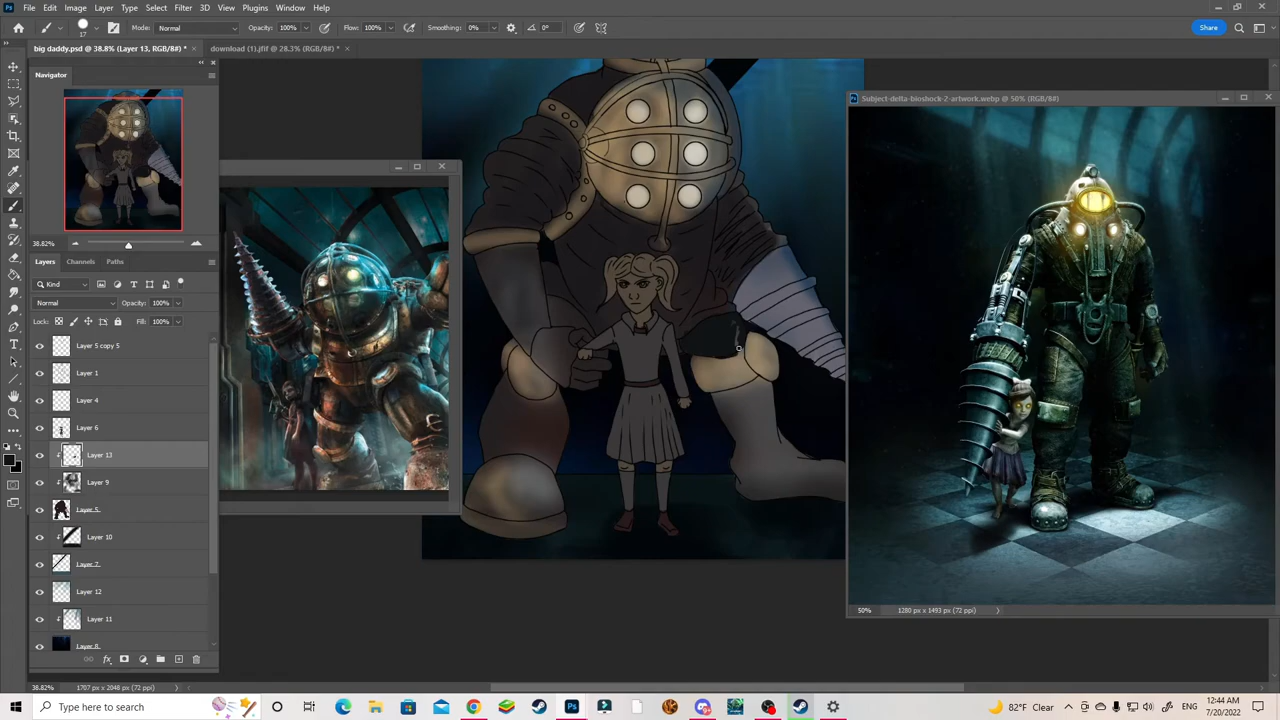 File Edit Image Layer Type Select Filter 3D View Plugins Window Help
17 Mode: Normal Opacity: 100% Flow: 100% Smoothing: 0% 0° Share
big daddy.psd @ 38.8% (Layer 13, RGB/8#) * × download (1).jfif @ 28.3% (RGB/8#) * ×
Navigator
Subject-delta-bioshock-2-artwork.webp @ 50% (RGB/8#)
38.82%
Layers Channels Paths
Kind
Normal Opacity: 100%
Lock: Fill: 100%
Layer 5 copy 5
Layer 1
Layer 4
Layer 6
Layer 13
Layer 9
Layer 5
Layer 10
Layer 7
Layer 12
Layer 11
Layer 8
fx
50% 1280 px x 1493 px (72 ppi)
38.82% 1707 px x 2048 px (72 ppi)
Type here to search
82°F Clear
12:44 AM
7/20/2022